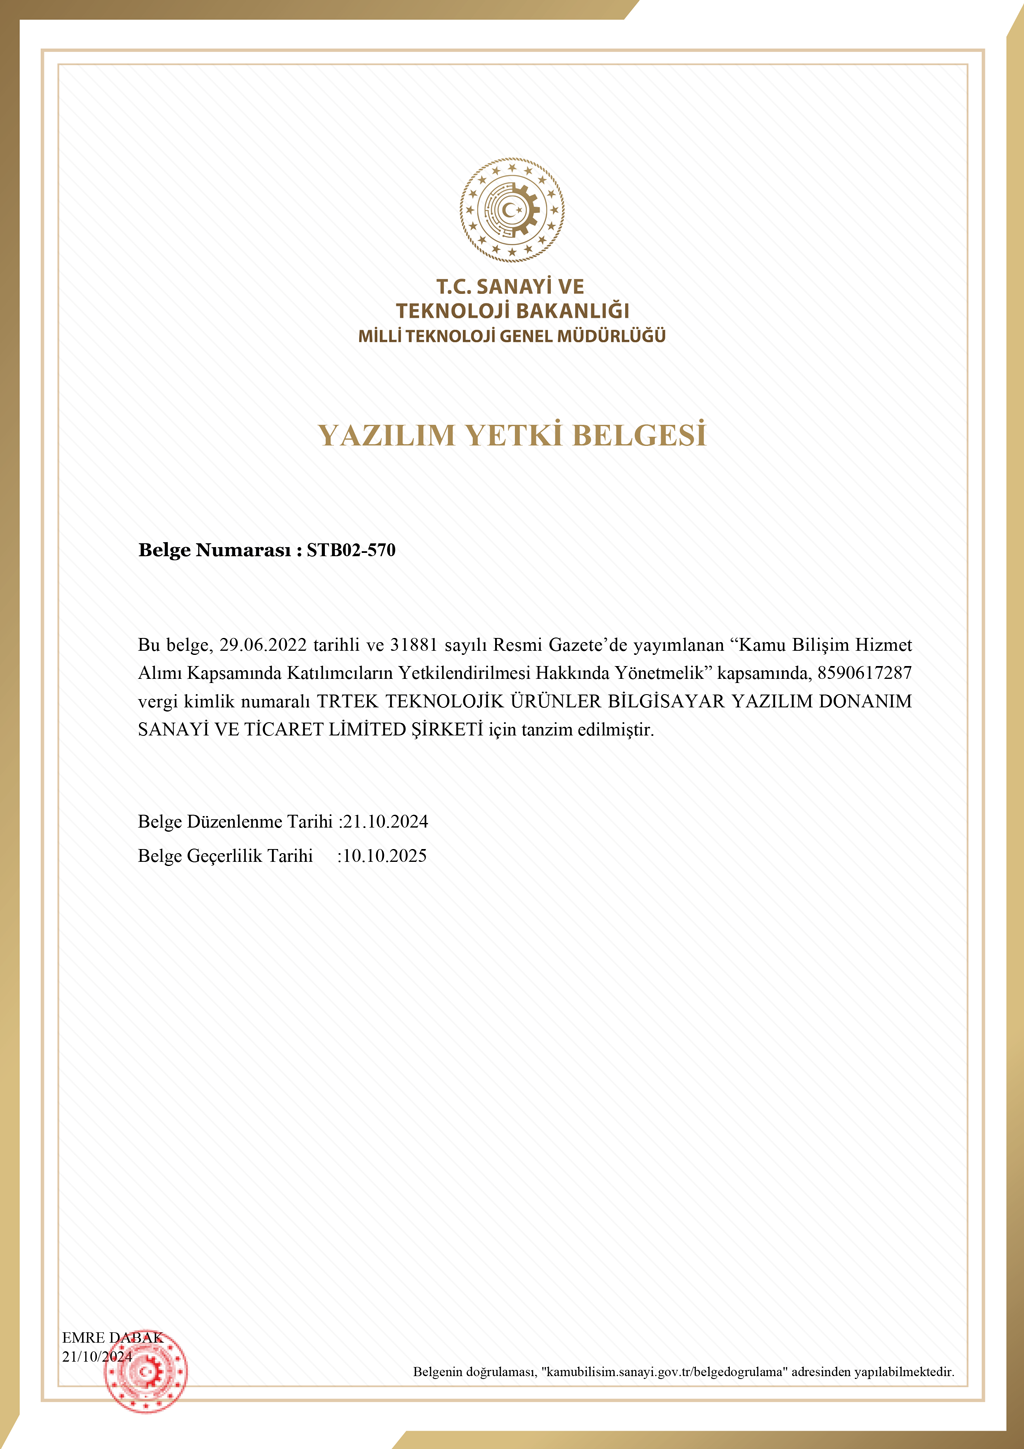 T.C. SANAYİ VE
TEKNOLOJİ BAKANLIĞI
MİLLİ TEKNOLOJİ GENEL MÜDÜRLÜĞÜ
YAZILIM YETKİ BELGESİ
Belge Numarası : STB02-570
Bu belge, 29.06.2022 tarihli ve 31881 sayılı Resmi Gazete’de yayımlanan “Kamu Bilişim Hizmet
Alımı Kapsamında Katılımcıların Yetkilendirilmesi Hakkında Yönetmelik” kapsamında, 8590617287
vergi kimlik numaralı TRTEK TEKNOLOJİK ÜRÜNLER BİLGİSAYAR YAZILIM DONANIM
SANAYİ VE TİCARET LİMİTED ŞİRKETİ için tanzim edilmiştir.
Belge Düzenlenme Tarihi :21.10.2024
Belge Geçerlilik Tarihi :10.10.2025
EMRE DABAK
21/10/2024
Belgenin doğrulaması, "kamubilisim.sanayi.gov.tr/belgedogrulama" adresinden yapılabilmektedir.